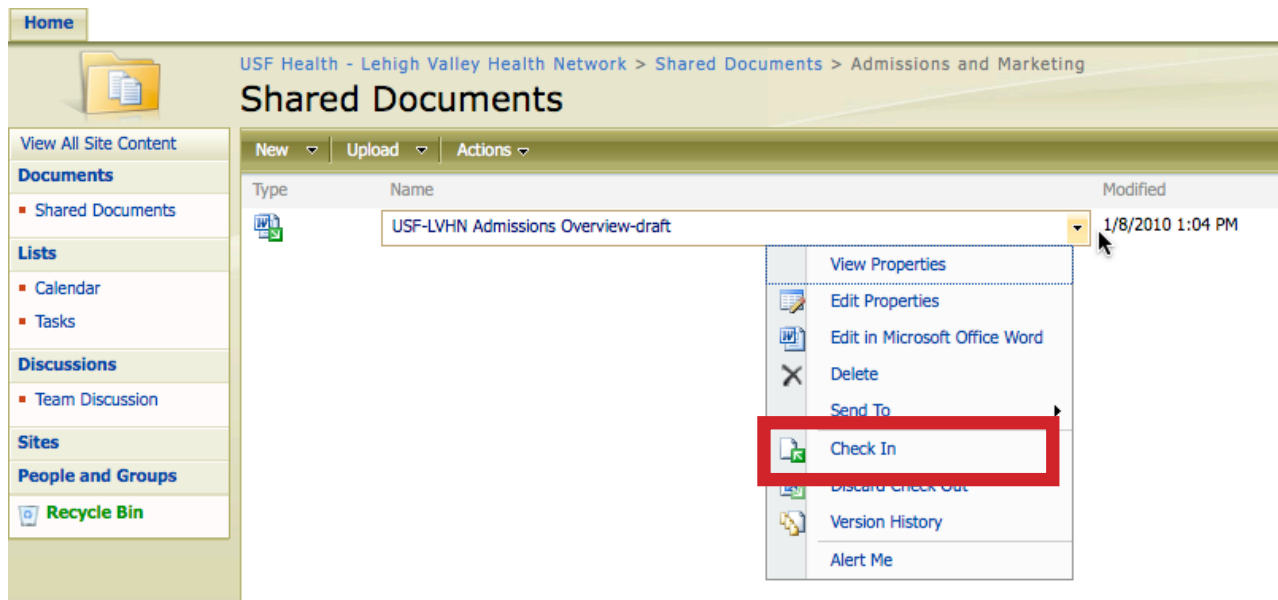 Home
USF Health - Lehigh Valley Health Network > Shared Documents > Admissions and Marketing
Shared Documents
View All Site Content
Documents
Shared Documents
Lists
Calendar
Tasks
Discussions
Team Discussion
Sites
People and Groups
Recycle Bin
New Upload Actions
Type Name Modified
USF-LVHN Admissions Overview-draft 1/8/2010 1:04 PM
View Properties
Edit Properties
Edit in Microsoft Office Word
Delete
Send To
Check In
Discard Check Out
Version History
Alert Me